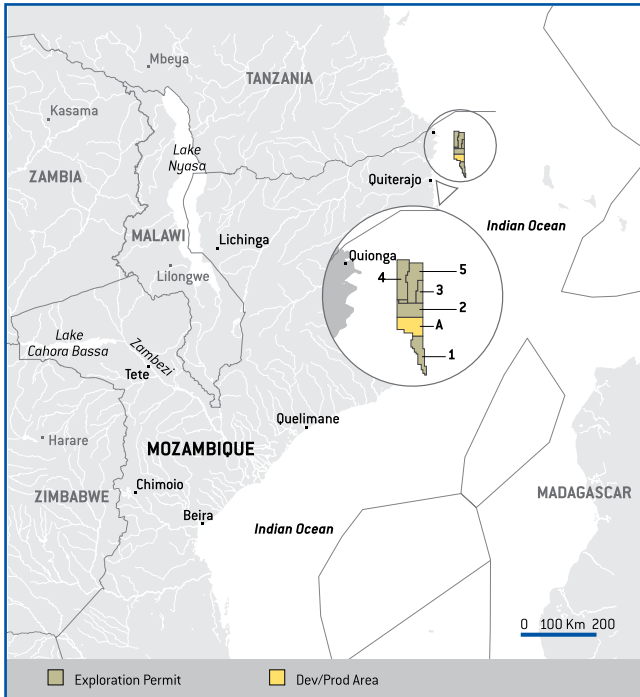 Mbeya
TANZANIA
Kasama
Lake
Nyasa
ZAMBIA
Quiterajo
Indian Ocean
MALAWI
Lichinga
Quionga
Lilongwe
5
4
3
2
A
1
Lake
Cahora Bassa
Zambezi
Tete
Quelimane
Harare
MOZAMBIQUE
Chimoio
ZIMBABWE
MADAGASCAR
Beira
Indian Ocean
0 100 Km 200
Exploration Permit
Dev/Prod Area